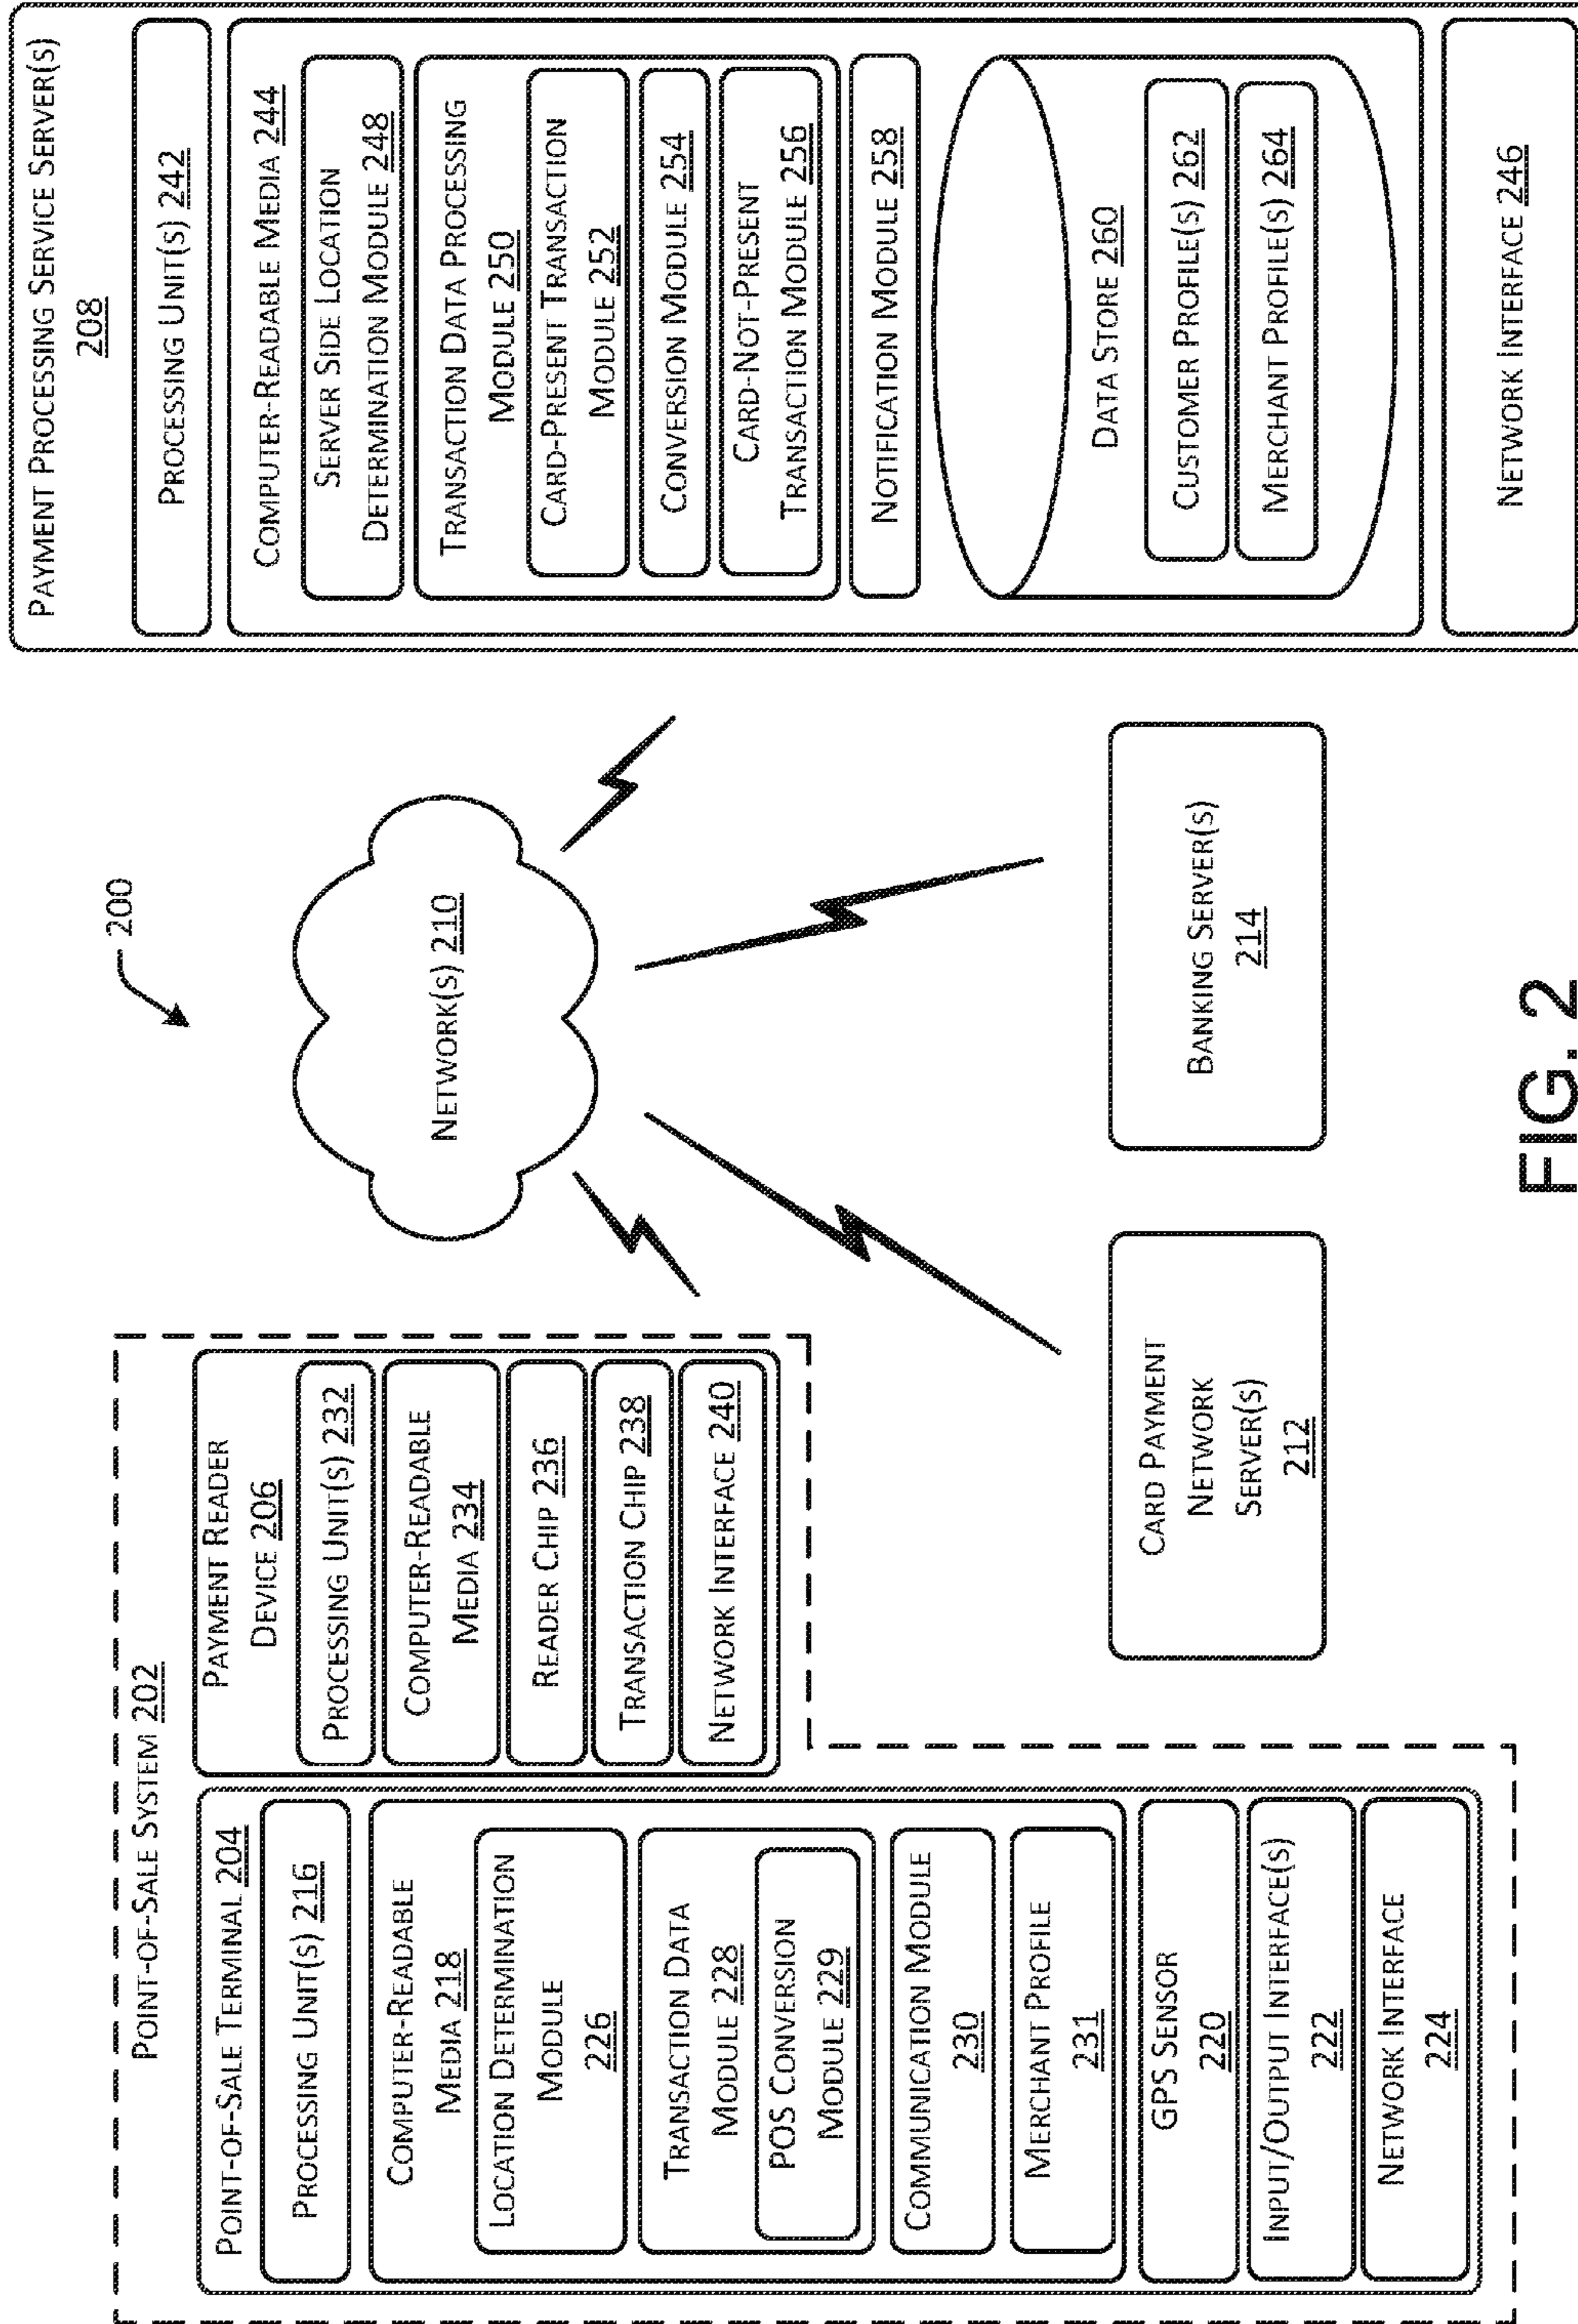 200
POINT-OF-SALE SYSTEM 202
POINT-OF-SALE TERMINAL 204
PROCESSING UNIT(S) 216
COMPUTER-READABLE
MEDIA 218
LOCATION DETERMINATION
MODULE
226
TRANSACTION DATA
MODULE 228
POS CONVERSION
MODULE 229
COMMUNICATION MODULE
230
MERCHANT PROFILE
231
GPS SENSOR
220
INPUT/OUTPUT INTERFACE(S)
222
NETWORK INTERFACE
224
PAYMENT READER
DEVICE 206
PROCESSING UNIT(S) 232
COMPUTER-READABLE
MEDIA 234
READER CHIP 236
TRANSACTION CHIP 238
NETWORK INTERFACE 240
NETWORK(S) 210
CARD PAYMENT
NETWORK
SERVER(S)
212
BANKING SERVER(S)
214
PAYMENT PROCESSING SERVICE SERVER(S)
208
PROCESSING UNIT(S) 242
COMPUTER-READABLE MEDIA 244
SERVER SIDE LOCATION
DETERMINATION MODULE 248
TRANSACTION DATA PROCESSING
MODULE 250
CARD-PRESENT TRANSACTION
MODULE 252
CONVERSION MODULE 254
CARD-NOT-PRESENT
TRANSACTION MODULE 256
NOTIFICATION MODULE 258
DATA STORE 260
CUSTOMER PROFILE(S) 262
MERCHANT PROFILE(S) 264
NETWORK INTERFACE 246
FIG. 2